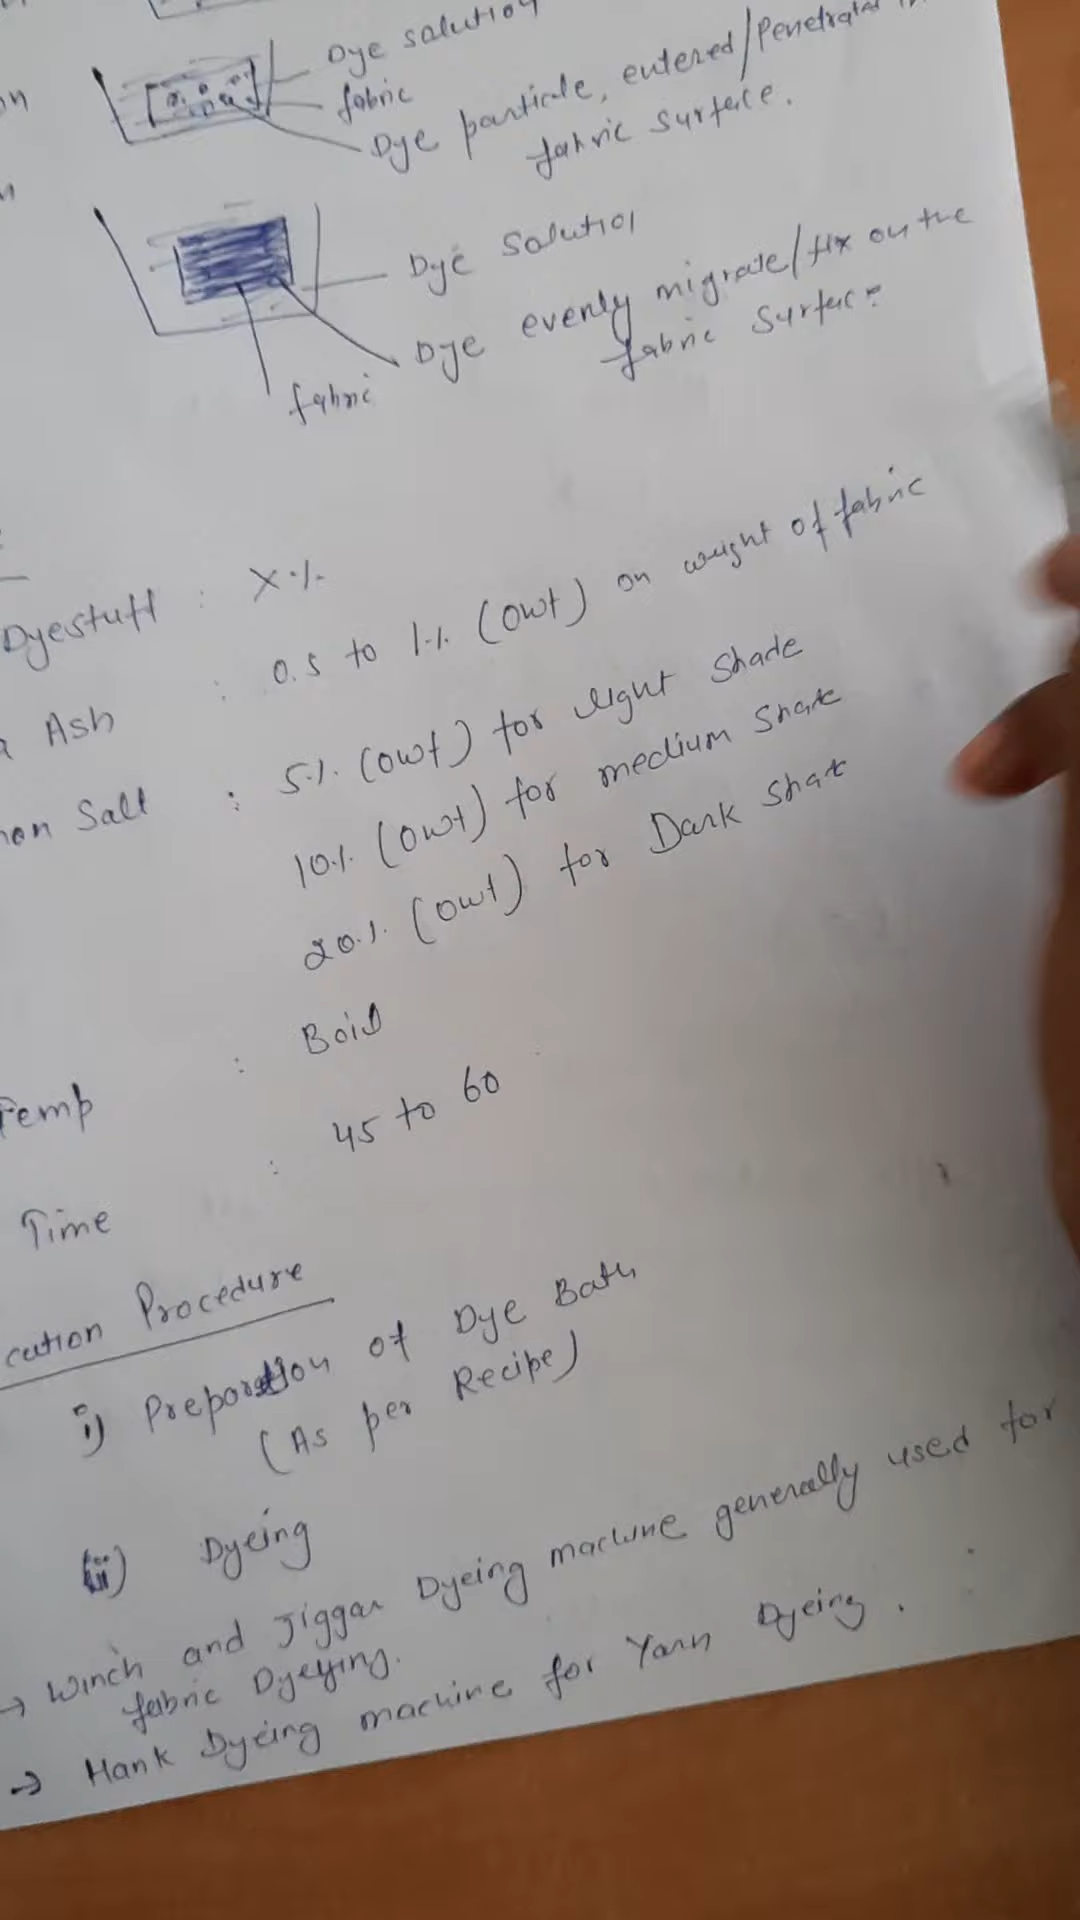 Dye solution
fabric
Dye particle, entered/Penetrated
fabric surface.
Dye Solution
Dye evenly migrate/fix on the
fabric surface
fabric
Dyestuff : X%
Ash : 0.5 to 1% (owf) on weight of fabric
Salt : 5% (owf) for light shade
10% (owf) for medium shade
20% (owf) for Dark shade
Temp : Boil
Time : 45 to 60
cation Procedure
i) Preparation of Dye Bath
(As per Recipe)
ii) Dyeing
→ Winch and Jiggar Dyeing machine generally used for
fabric Dyeying.
→ Hank Dyeing machine for Yarn Dyeing.